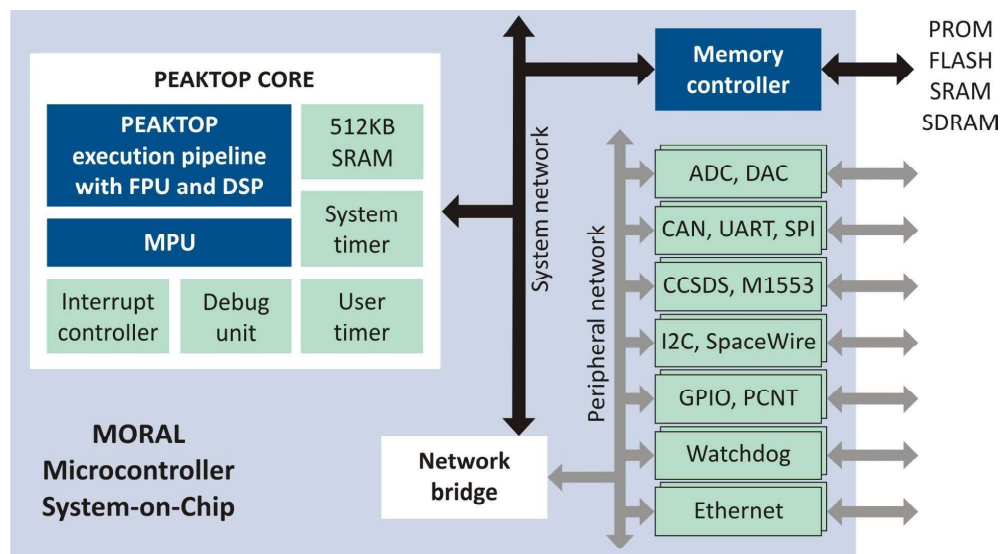 PEAKTOP CORE
PEAKTOP
execution pipeline
with FPU and DSP
512KB
SRAM
MPU
System
timer
Interrupt
controller
Debug
unit
User
timer
MORAL
Microcontroller
System-on-Chip
System network
Network
bridge
Memory
controller
PROM
FLASH
SRAM
SDRAM
Peripheral network
ADC, DAC
CAN, UART, SPI
CCSDS, M1553
I2C, SpaceWire
GPIO, PCNT
Watchdog
Ethernet